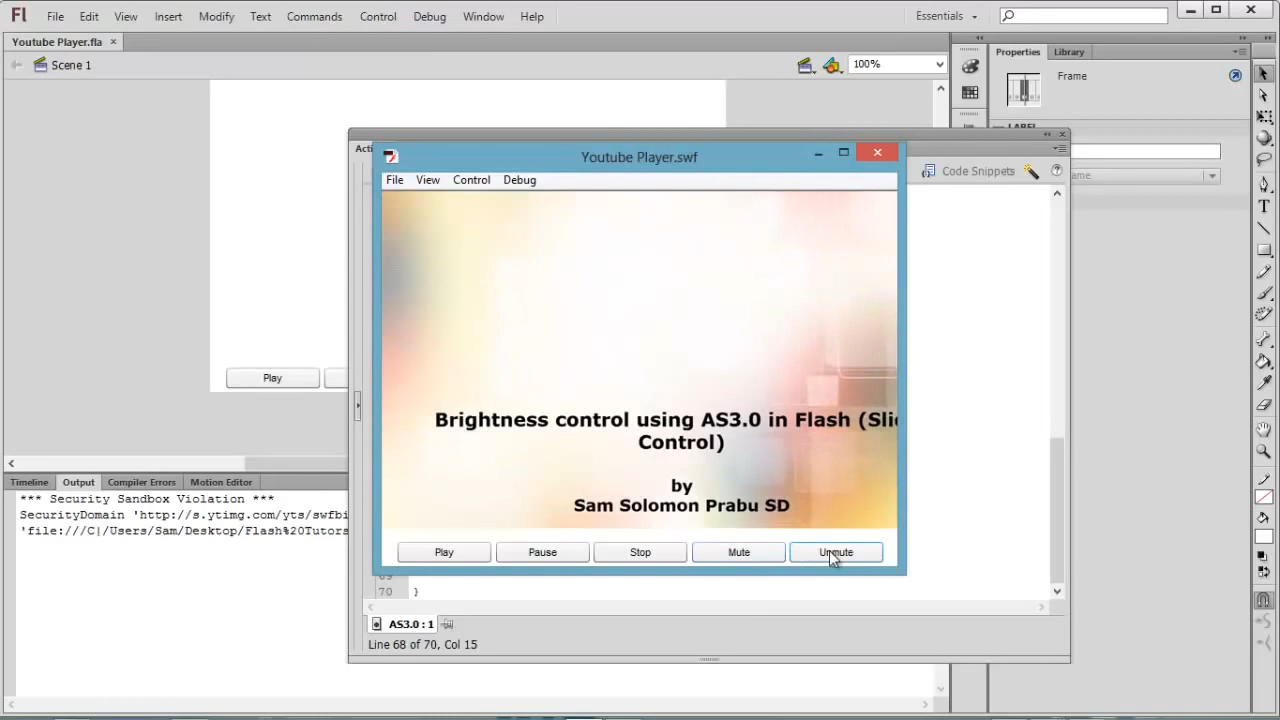 Fl File Edit View Insert Modify Text Commands Control Debug Window Help Essentials
Youtube Player.fla × Properties Library
Scene 1 100% Frame
LABEL
Youtube Player.swf
Code Snippets
File View Control Debug
Brightness control using AS3.0 in Flash (Sli
Control)
by
Sam Solomon Prabu SD
Play
Play Pause Stop Mute Unmute
Timeline Output Compiler Errors Motion Editor
*** Security Sandbox Violation ***
SecurityDomain 'http://s.ytimg.com/yts/swfbi
'file:///C|/Users/Sam/Desktop/Flash%20Tutors
70 }
AS3.0 : 1
Line 68 of 70, Col 15